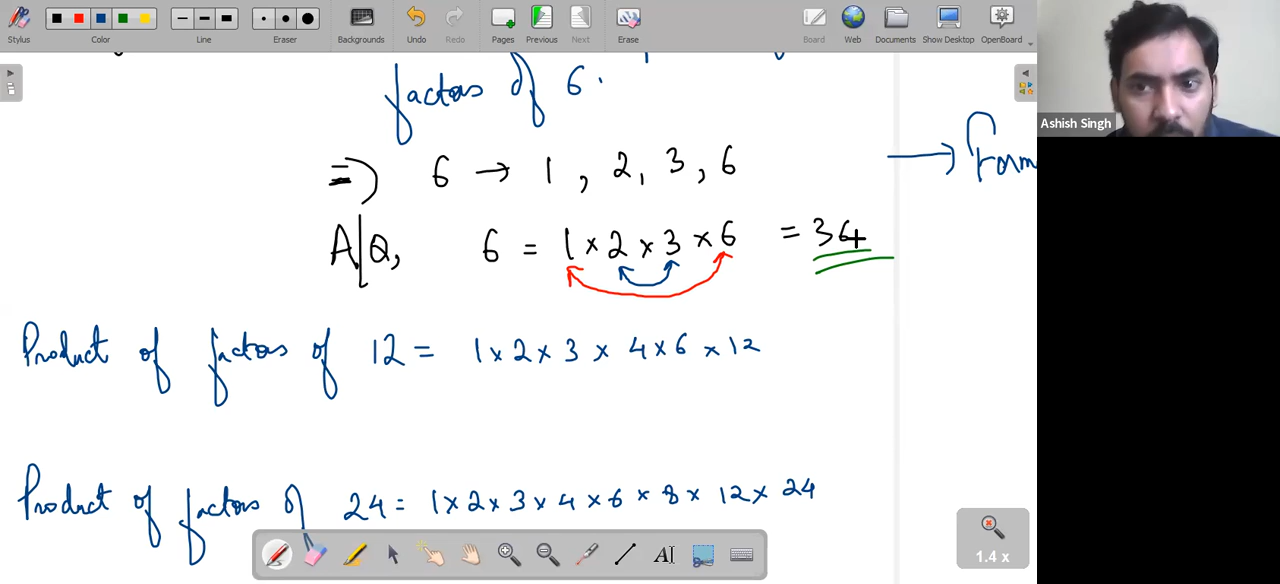 Stylus Color Line Eraser Backgrounds Undo Redo Pages Previous Next Erase Board Web Documents Show Desktop OpenBoard
factors of 6.
Ashish Singh
→ Form
=> 6 → 1, 2, 3, 6
A/Q, 6 = 1 × 2 × 3 × 6 = 36
Product of factors of 12 = 1 × 2 × 3 × 4 × 6 × 12
Product of factors of 24 = 1 × 2 × 3 × 4 × 6 × 8 × 12 × 24
1.4 x